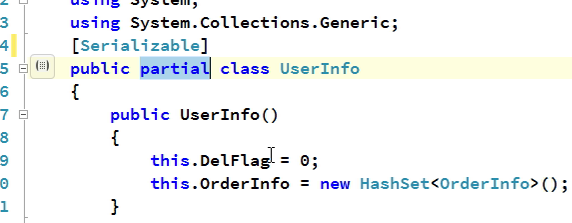 using System;
3 using System.Collections.Generic;
4 [Serializable]
5 public partial class UserInfo
6 {
7 public UserInfo()
8 {
9 this.DelFlag = 0;
0 this.OrderInfo = new HashSet<OrderInfo>();
1 }